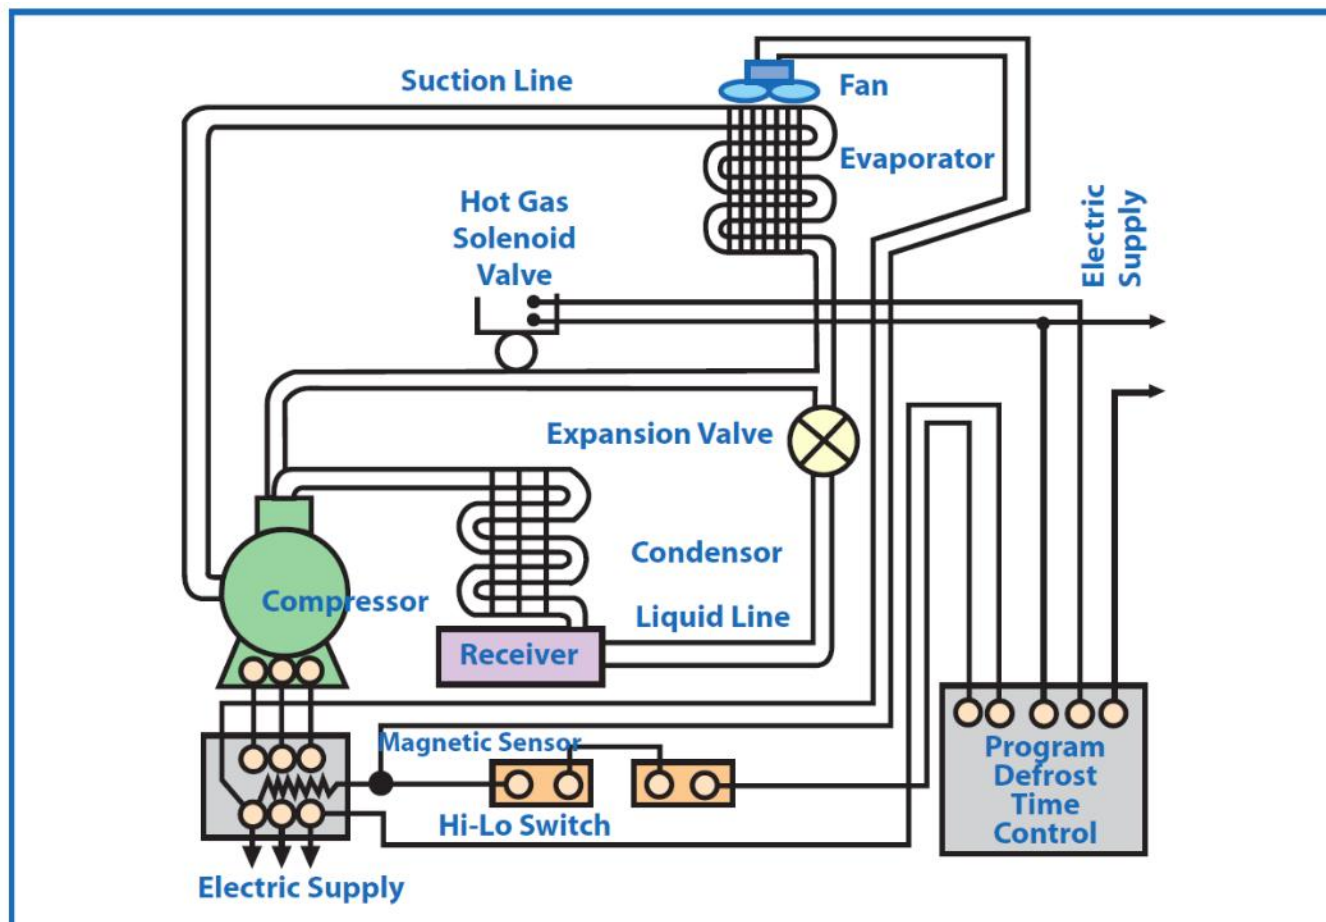 Suction Line
Fan
Evaporator
Hot Gas
Solenoid
Valve
Electric
Supply
Expansion Valve
Condensor
Compressor
Liquid Line
Receiver
Magnetic Sensor
Program
Defrost
Time
Control
Hi-Lo Switch
Electric Supply